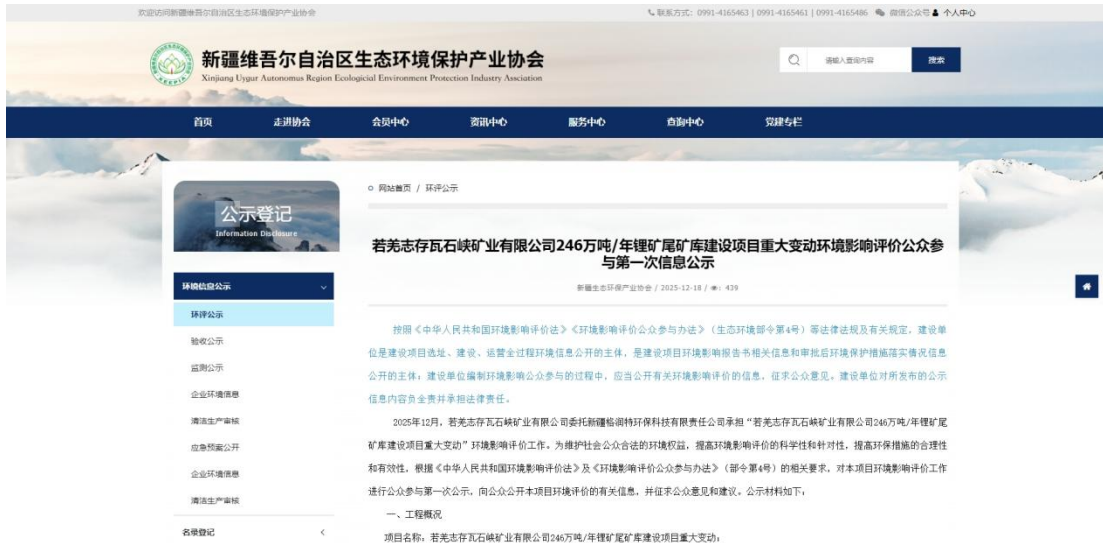 欢迎访问新疆维吾尔自治区生态环境保护产业协会
联系方式：0991-4165463 | 0991-4165461 | 0991-4165486 微信公众号 个人中心
新疆维吾尔自治区生态环境保护产业协会
Xinjiang Uygur Autonomus Region Ecologicial Environment Protection Industry Assciation
请输入查询内容
搜索
首页 走进协会 会员中心 资讯中心 服务中心 查询中心 党建专栏
公示登记
Information Disclosure
网站首页 / 环评公示
若羌志存瓦石峡矿业有限公司246万吨/年锂矿尾矿库建设项目重大变动环境影响评价公众参
与第一次信息公示
新疆生态环保产业协会 / 2025-12-18 / 439
环境信息公示
环评公示
验收公示
监测公示
企业环境信息
清洁生产审核
应急预案公开
企业环境信息
清洁生产审核
名录登记
按照《中华人民共和国环境影响评价法》《环境影响评价公众参与办法》（生态环境部令第4号）等法律法规及有关规定，建设单
位是建设项目选址、建设、运营全过程环境信息公开的主体，是建设项目环境影响报告书相关信息和审批后环境保护措施落实情况信息
公开的主体；建设单位编制环境影响公众参与的过程中，应当公开有关环境影响评价的信息，征求公众意见。建设单位对所发布的公示
信息内容负全责并承担法律责任。
2025年12月，若羌志存瓦石峡矿业有限公司委托新疆格润特环保科技有限责任公司承担“若羌志存瓦石峡矿业有限公司246万吨/年锂矿尾
矿库建设项目重大变动”环境影响评价工作。为维护社会公众合法的环境权益，提高环境影响评价的科学性和针对性，提高环保措施的合理性
和有效性，根据《中华人民共和国环境影响评价法》及《环境影响评价公众参与办法》（部令第4号）的相关要求，对本项目环境影响评价工作
进行公众参与第一次公示，向公众公开本项目环境评价的有关信息，并征求公众意见和建议。公示材料如下：
一、工程概况
项目名称：若羌志存瓦石峡矿业有限公司246万吨/年锂矿尾矿库建设项目重大变动；